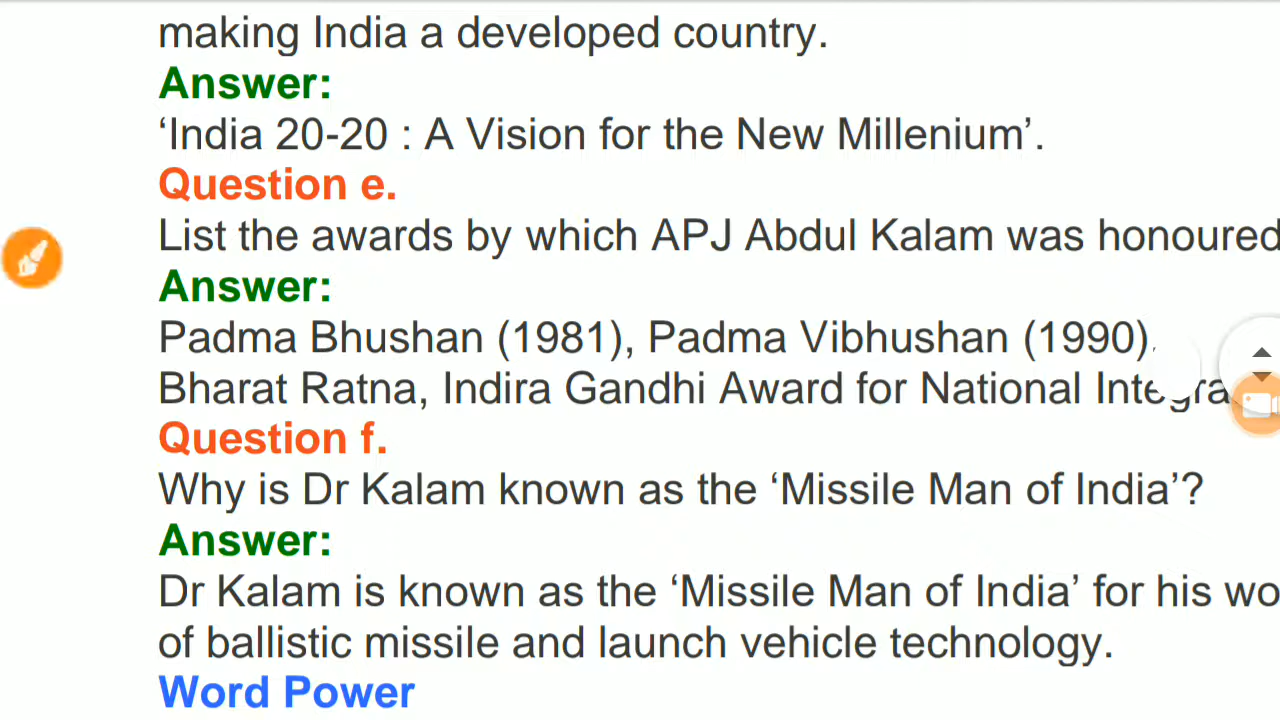 making India a developed country.
Answer:
‘India 20-20 : A Vision for the New Millenium’.
Question e.
List the awards by which APJ Abdul Kalam was honoured
Answer:
Padma Bhushan (1981), Padma Vibhushan (1990),
Bharat Ratna, Indira Gandhi Award for National
Question f.
Why is Dr Kalam known as the ‘Missile Man of India’?
Answer:
Dr Kalam is known as the ‘Missile Man of India’ for his
of ballistic missile and launch vehicle technology.
Word Power